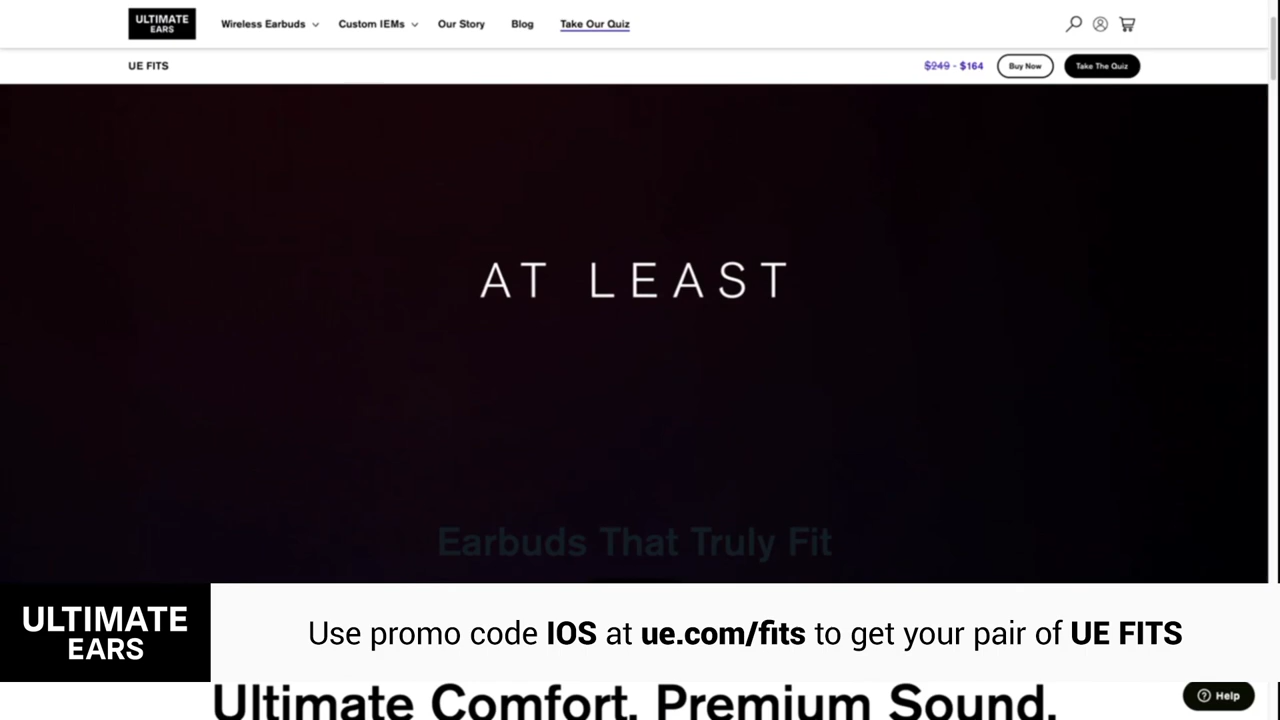 ULTIMATE
EARS
Wireless Earbuds
Custom IEMs
Our Story
Blog
Take Our Quiz
UE FITS
$249 - $164
Buy Now
Take The Quiz
AT LEAST
Earbuds That Truly Fit
ULTIMATE
EARS
Use promo code IOS at ue.com/fits to get your pair of UE FITS
Ultimate Comfort. Premium Sound.
Help